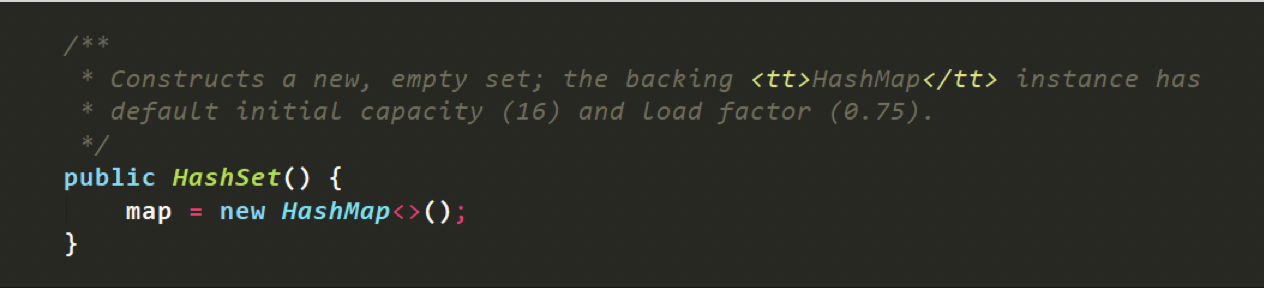 /**
 * Constructs a new, empty set; the backing <tt>HashMap</tt> instance has
 * default initial capacity (16) and load factor (0.75).
 */
public HashSet() {
    map = new HashMap<>();
}